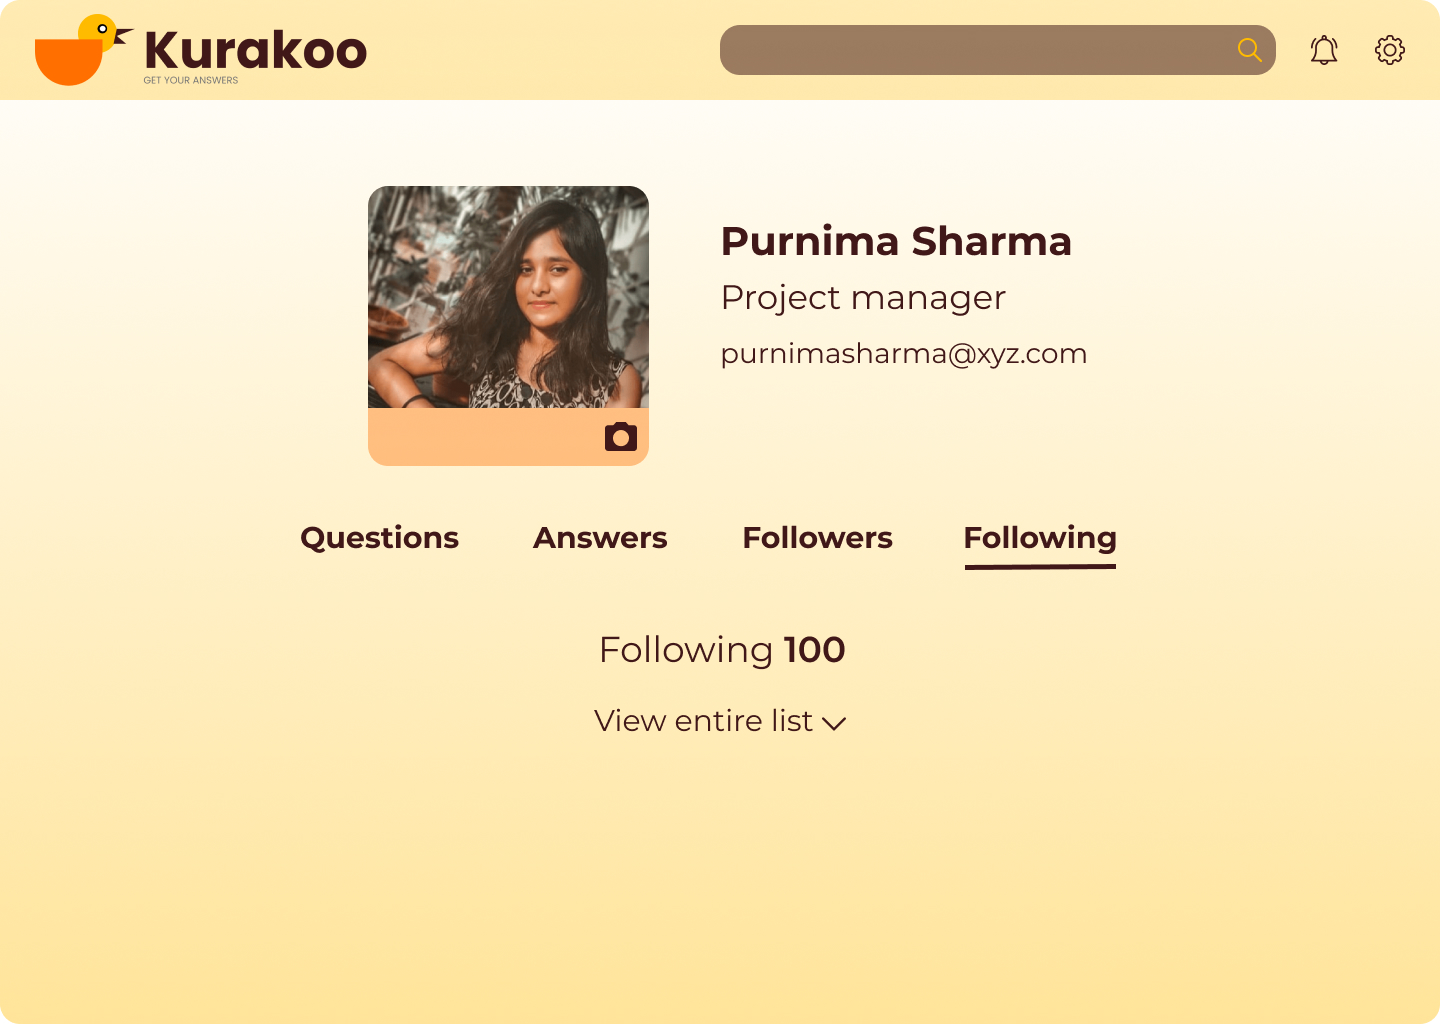 Kurakoo
GET YOUR ANSWERS
Purnima Sharma
Project manager
purnimasharma@xyz.com
Questions Answers Followers Following
Following 100
View entire list